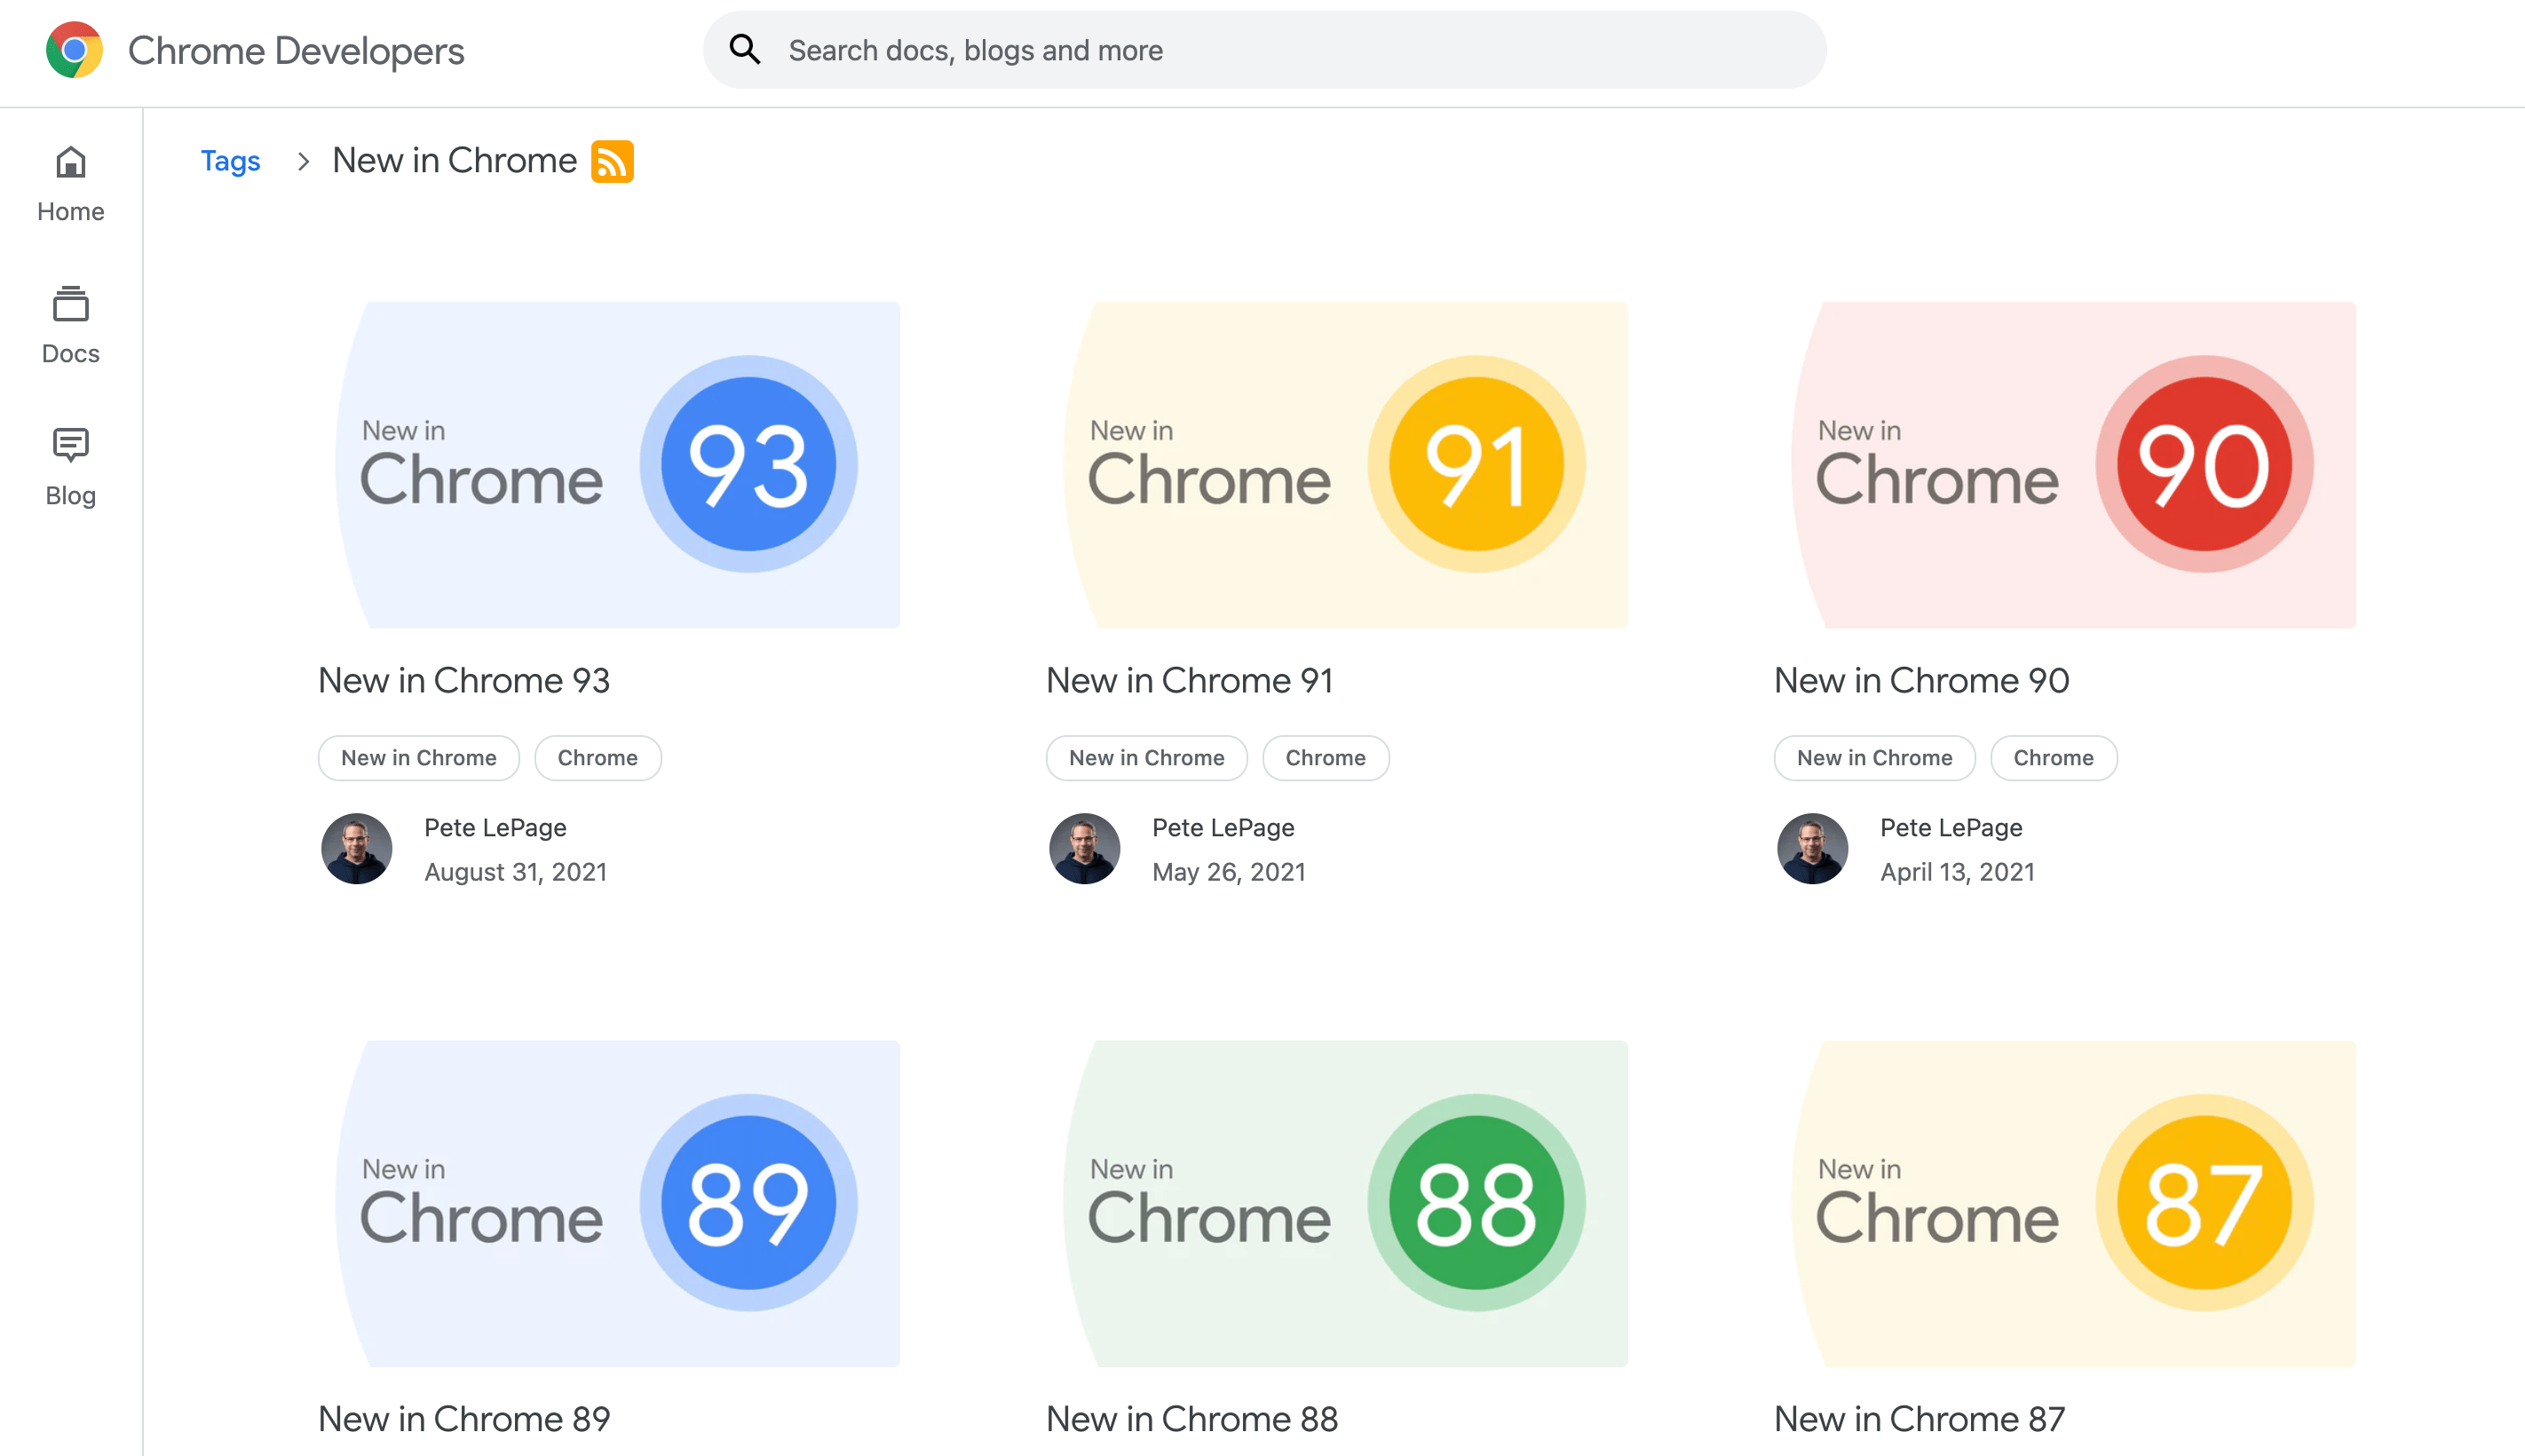 Chrome Developers
Search docs, blogs and more
Home
Docs
Blog
Tags > New in Chrome
New in
Chrome
93
New in Chrome 93
New in Chrome
Chrome
Pete LePage
August 31, 2021
New in
Chrome
91
New in Chrome 91
New in Chrome
Chrome
Pete LePage
May 26, 2021
New in
Chrome
90
New in Chrome 90
New in Chrome
Chrome
Pete LePage
April 13, 2021
New in
Chrome
89
New in Chrome 89
New in
Chrome
88
New in Chrome 88
New in
Chrome
87
New in Chrome 87